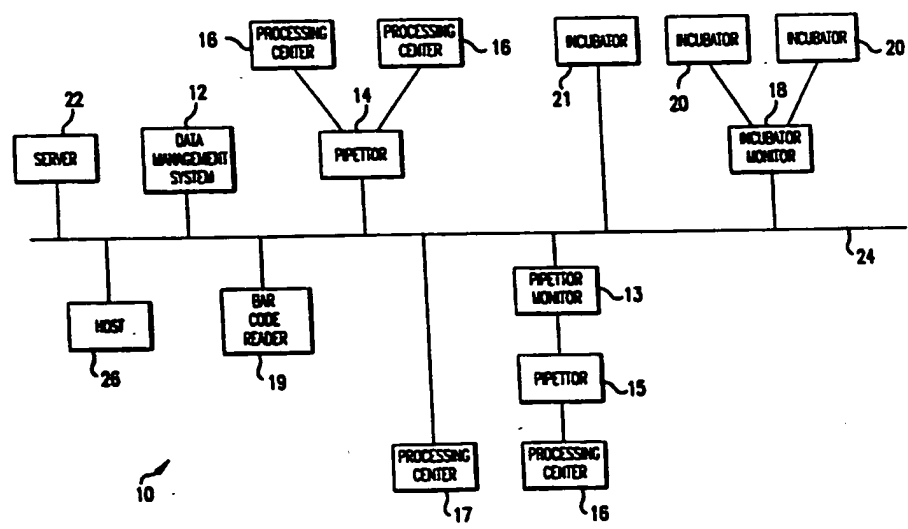 16
PROCESSING
CENTER
PROCESSING
CENTER
16
INCUBATOR
21
INCUBATOR
20
INCUBATOR
20
22
SERVER
12
DATA
MANAGEMENT
SYSTEM
14
PIPETTOR
18
INCUBATOR
MONITOR
24
HOST
26
BAR
CODE
READER
19
PIPETTOR
MONITOR
13
PIPETTOR
15
PROCESSING
CENTER
17
PROCESSING
CENTER
16
10